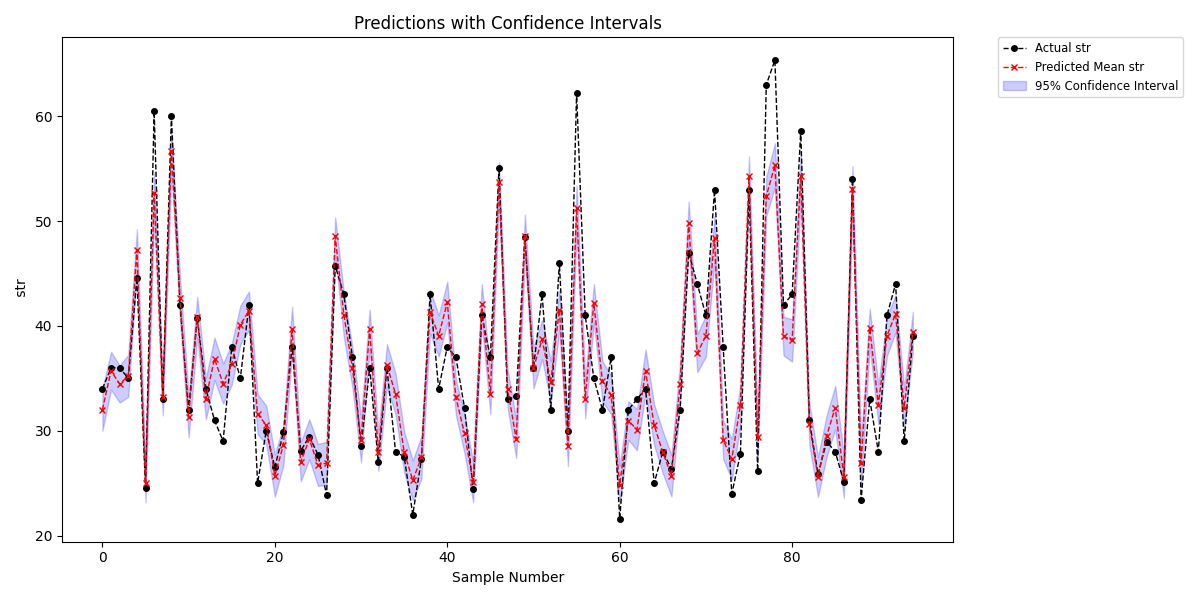 Predictions with Confidence Intervals
Actual str
Predicted Mean str
95% Confidence Interval
60
50
40
30
20
str
0
20
40
60
80
Sample Number